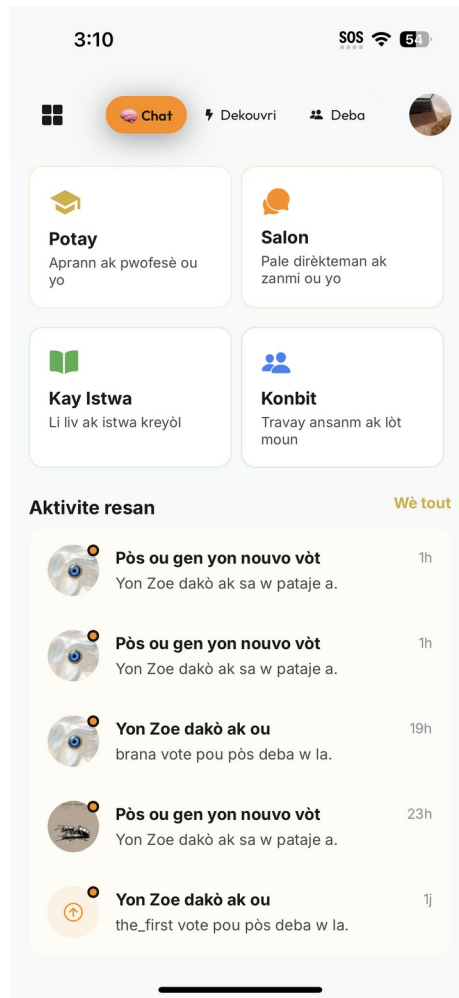 3:10
SOS
54
Chat
Dekouvri
Deba
Potay
Aprann ak pwofesè ou
yo
Salon
Pale dirèkteman ak
zanmi ou yo
Kay Istwa
Li liv ak istwa kreyòl
Konbit
Travay ansanm ak lòt
moun
Aktivite resan
Wè tout
Pòs ou gen yon nouvo vòt
1h
Yon Zoe dakò ak sa w pataje a.
Pòs ou gen yon nouvo vòt
1h
Yon Zoe dakò ak sa w pataje a.
Yon Zoe dakò ak ou
19h
brana vote pou pòs deba w la.
Pòs ou gen yon nouvo vòt
23h
Yon Zoe dakò ak sa w pataje a.
Yon Zoe dakò ak ou
1j
the_first vote pou pòs deba w la.